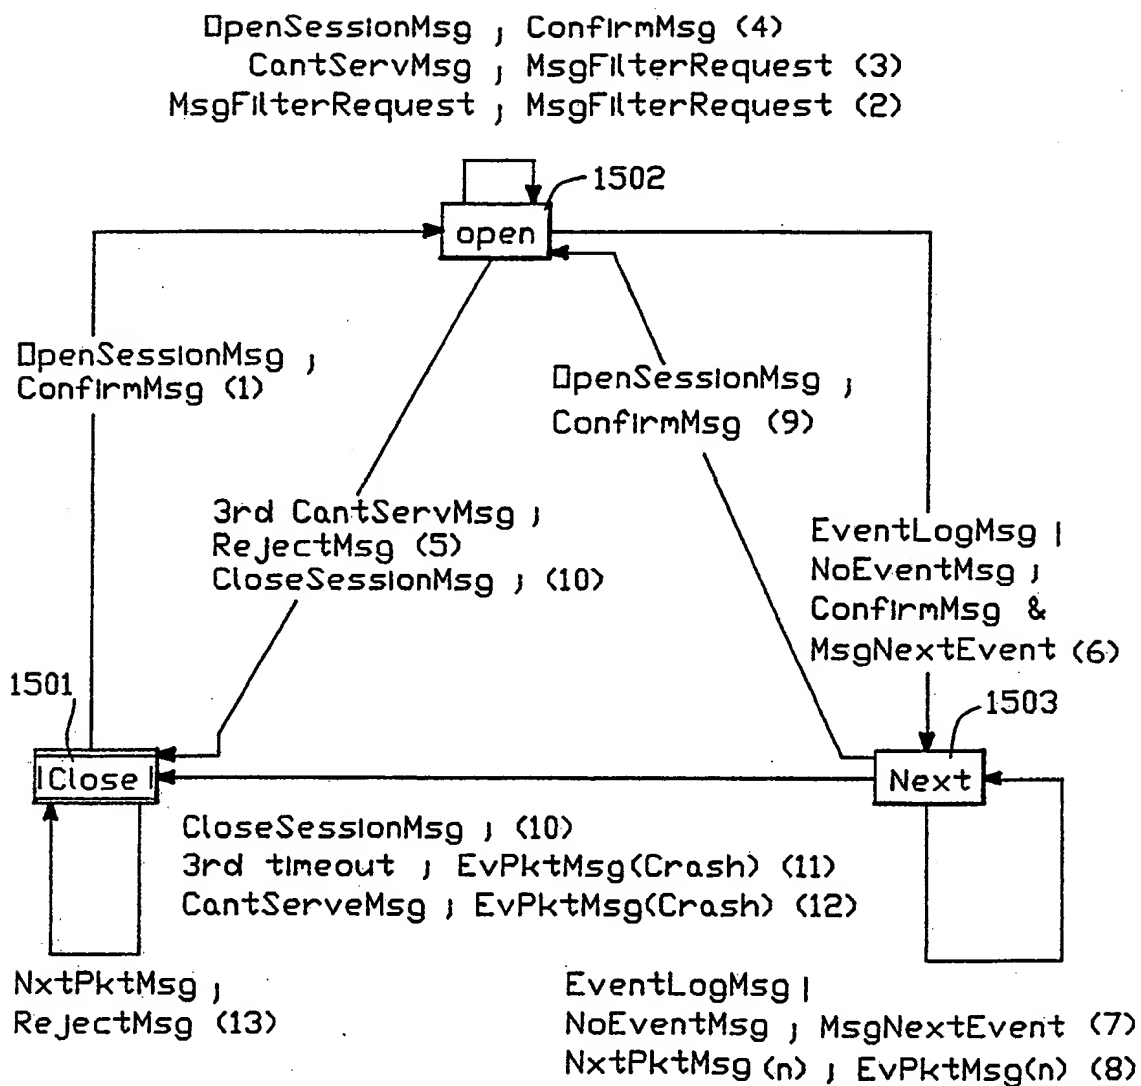 OpenSessionMsg ; ConfirmMsg (4)
CantServMsg ; MsgFilterRequest (3)
MsgFilterRequest ; MsgFilterRequest (2)
1502
open
OpenSessionMsg ;
ConfirmMsg (1)
OpenSessionMsg ;
ConfirmMsg (9)
3rd CantServMsg ;
RejectMsg (5)
CloseSessionMsg ; (10)
EventLogMsg |
NoEventMsg ;
ConfirmMsg &
MsgNextEvent (6)
1501
1503
|Close|
Next
CloseSessionMsg ; (10)
3rd timeout ; EvPktMsg(Crash) (11)
CantServeMsg ; EvPktMsg(Crash) (12)
NxtPktMsg ;
RejectMsg (13)
EventLogMsg |
NoEventMsg ; MsgNextEvent (7)
NxtPktMsg (n) ; EvPktMsg(n) (8)